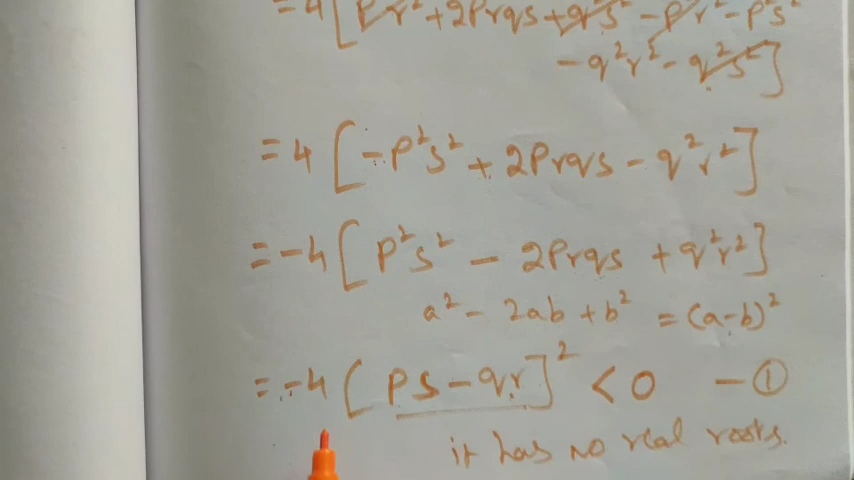 = 4 [ p²r² + 2prqs + q²s² - p²r² - p²s²
- q²r² - q²s² ]
= 4 [ -p²s² + 2prqs - q²r² ]
= -4 [ p²s² - 2prqs + q²r² ]
a² - 2ab + b² = (a-b)²
= -4 [ ps - qr ]² < 0 - ①
it has no real roots.